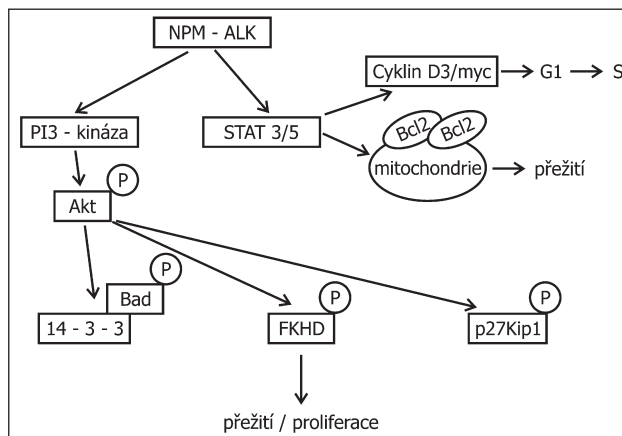 NPM - ALK
Cyklin D3/myc G1 S
PI3 - kináza
STAT 3/5
Bcl2 Bcl2
mitochondrie přežití
P
Akt
P
Bad
14 - 3 - 3
P
FKHD
P
p27Kip1
přežití / proliferace